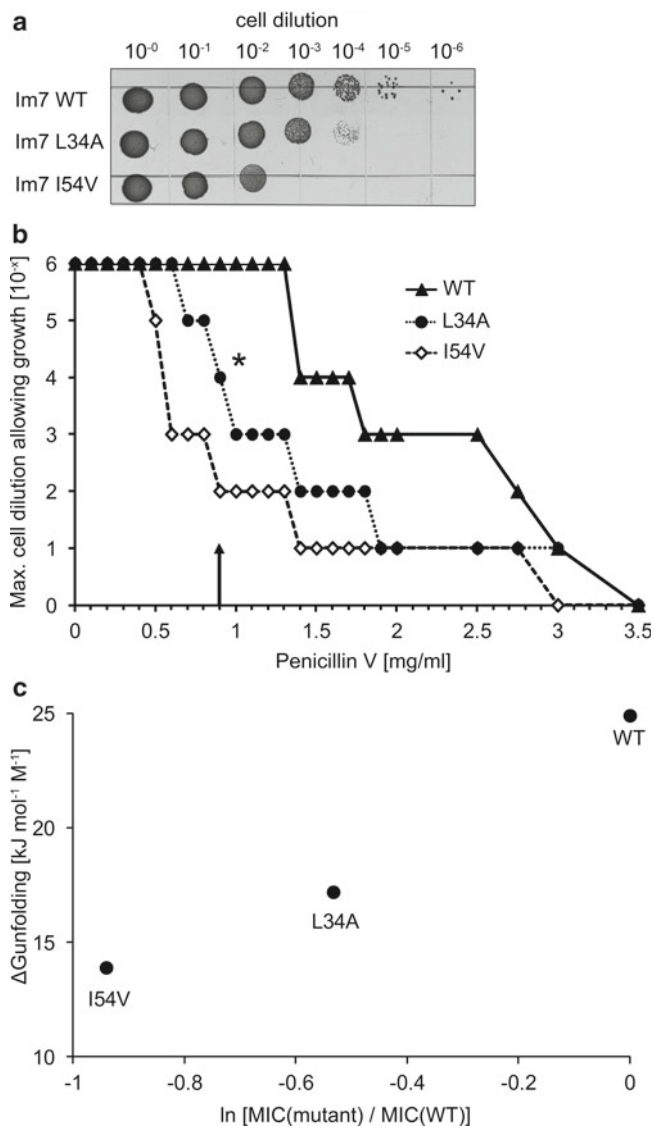 a
cell dilution
10⁻⁰ 10⁻¹ 10⁻² 10⁻³ 10⁻⁴ 10⁻⁵ 10⁻⁶
Im7 WT
Im7 L34A
Im7 I54V
b
Max. cell dilution allowing growth [10⁻ˣ]
6
5
4
3
2
1
0
WT
L34A
I54V
*
0 0.5 1 1.5 2 2.5 3 3.5
Penicillin V [mg/ml]
c
ΔGunfolding [kJ mol⁻¹ M⁻¹]
25
20
15
10
WT
L34A
I54V
-1 -0.8 -0.6 -0.4 -0.2 0
ln [MIC(mutant) / MIC(WT)]